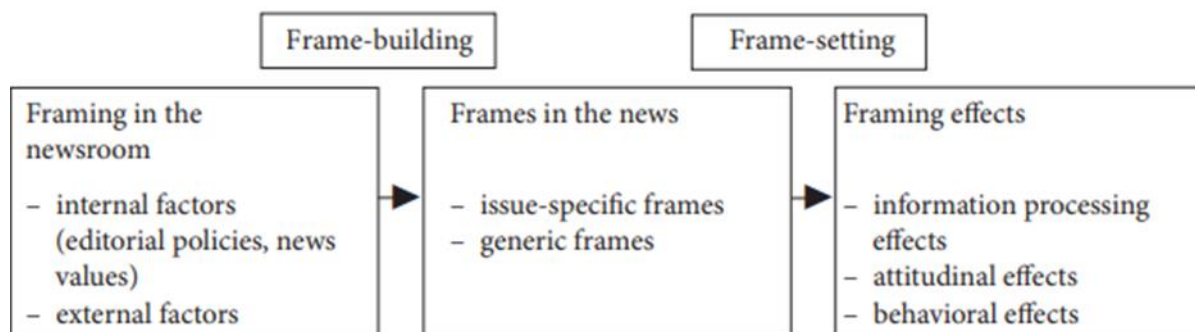 Frame-building
Frame-setting
Framing in the
newsroom
– internal factors
(editorial policies, news
values)
– external factors
Frames in the news
– issue-specific frames
– generic frames
Framing effects
– information processing
effects
– attitudinal effects
– behavioral effects